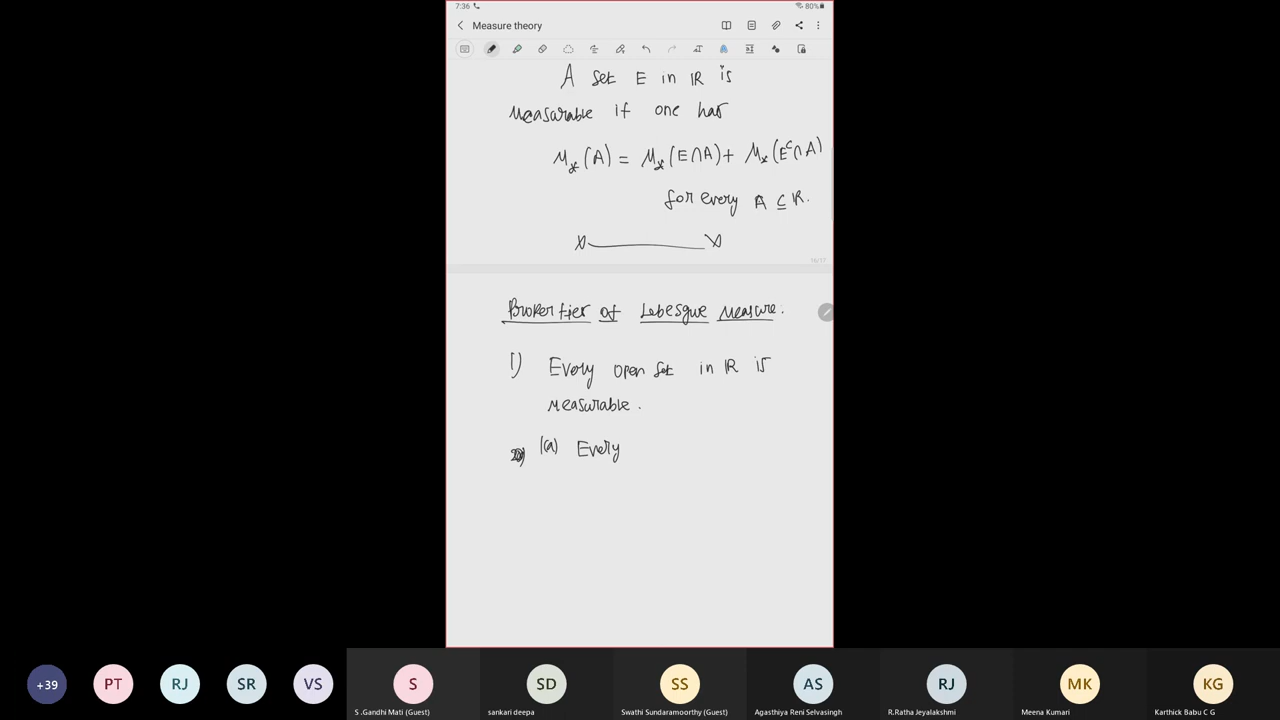 7:36
80%
Measure theory
A set E in ℝ is
Measurable if one has
μ⁎(A) = μ⁎(E∩A) + μ⁎(Eᶜ∩A)
for every A ⊆ ℝ.
16/17
Properties of Lebesgue Measure:
1) Every open set in ℝ is
measurable.
(a) Every
+39
PT
RJ
SR
VS
S
SD
SS
AS
RJ
MK
KG
S .Gandhi Mati (Guest)
sankari deepa
Swathi Sundaramoorthy (Guest)
Agasthiya Reni Selvasingh
R.Ratha Jeyalakshmi
Meena Kumari
Karthick Babu C G